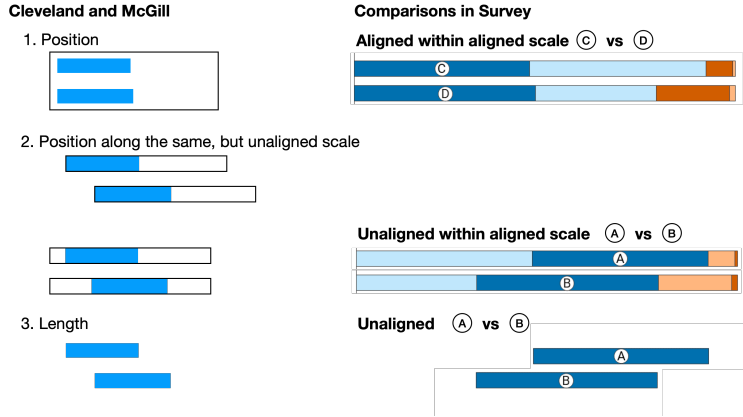 Cleveland and McGill
Comparisons in Survey
1. Position
Aligned within aligned scale C vs D
C
D
2. Position along the same, but unaligned scale
Unaligned within aligned scale A vs B
A
B
3. Length
Unaligned A vs B
A
B